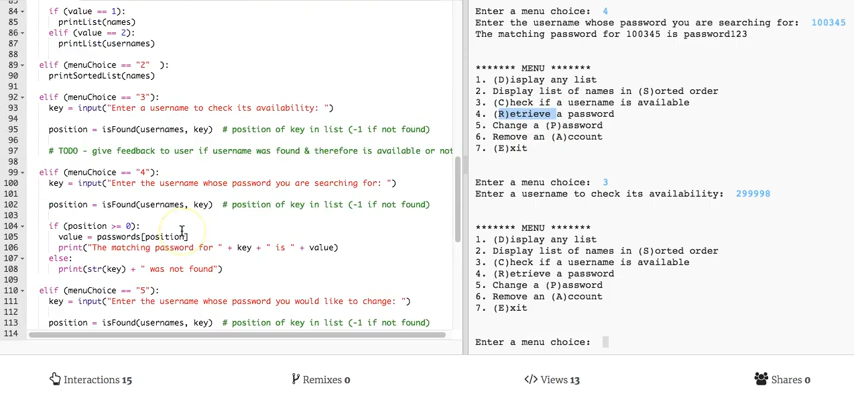 83
84 if (value == 1):
85 printList(names)
86 elif (value == 2):
87 printList(usernames)
88
89 elif (menuChoice == "2" ):
90 printSortedList(names)
91
92 elif (menuChoice == "3"):
93 key = input("Enter a username to check its availability: ")
94
95 position = isFound(usernames, key) # position of key in list (-1 if not found)
96
97 # TODO - give feedback to user if username was found & therefore is available or not
98
99 elif (menuChoice == "4"):
100 key = input("Enter the username whose password you are searching for: ")
101
102 position = isFound(usernames, key) # position of key in list (-1 if not found)
103
104 if (position >= 0):
105 value = passwords[position]
106 print("The matching password for " + key + " is " + value)
107 else:
108 print(str(key) + " was not found")
109
110 elif (menuChoice == "5"):
111 key = input("Enter the username whose password you would like to change: ")
112
113 position = isFound(usernames, key) # position of key in list (-1 if not found)
114
Enter a menu choice: 4
Enter the username whose password you are searching for: 100345
The matching password for 100345 is password123
******* MENU *******
1. (D)isplay any list
2. Display list of names in (S)orted order
3. (C)heck if a username is available
4. (R)etrieve a password
5. Change a (P)assword
6. Remove an (A)ccount
7. (E)xit
Enter a menu choice: 3
Enter a username to check its availability: 299998
******* MENU *******
1. (D)isplay any list
2. Display list of names in (S)orted order
3. (C)heck if a username is available
4. (R)etrieve a password
5. Change a (P)assword
6. Remove an (A)ccount
7. (E)xit
Enter a menu choice:
Interactions 15
Remixes 0
</> Views 13
Shares 0